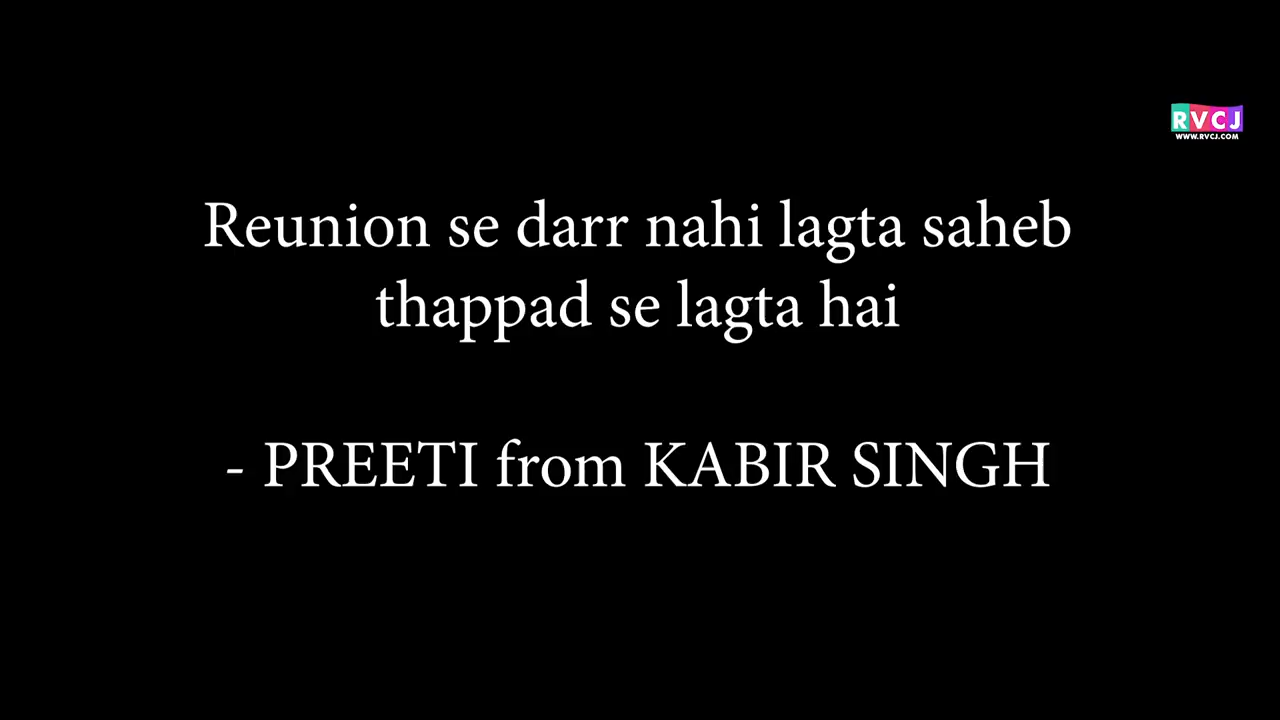 RVCJ
WWW.RVCJ.COM
Reunion se darr nahi lagta saheb
thappad se lagta hai
- PREETI from KABIR SINGH